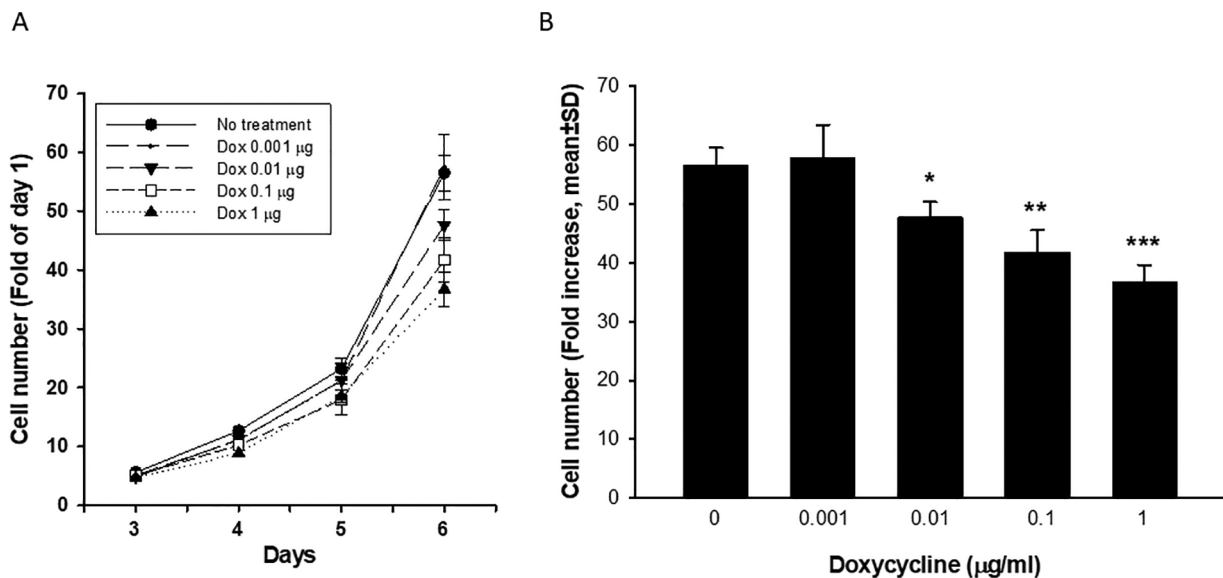 A
Cell number (Fold of day 1)
70
60
50
40
30
20
10
0
No treatment
Dox 0.001 µg
Dox 0.01 µg
Dox 0.1 µg
Dox 1 µg
3 4 5 6
Days
B
Cell number (Fold increase, mean±SD)
70
60
50
40
30
20
10
0
*
**
***
0 0.001 0.01 0.1 1
Doxycycline (µg/ml)